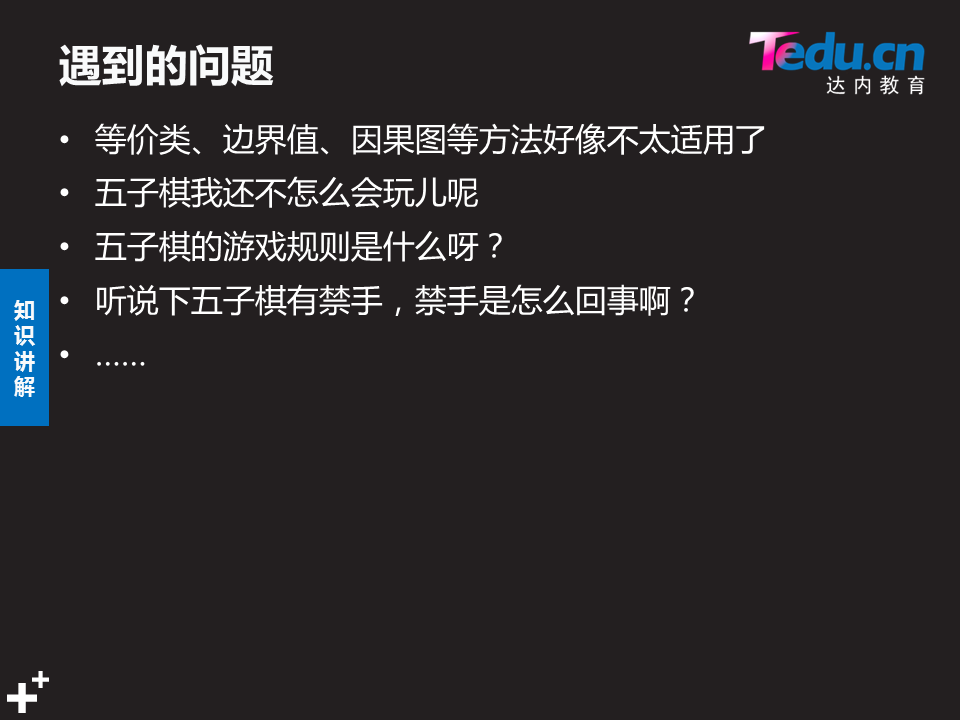 遇到的问题
Tedu.cn
达内教育
• 等价类、边界值、因果图等方法好像不太适用了
• 五子棋我还不怎么会玩儿呢
• 五子棋的游戏规则是什么呀？
• 听说下五子棋有禁手，禁手是怎么回事啊？
• ……
知
识
讲
解